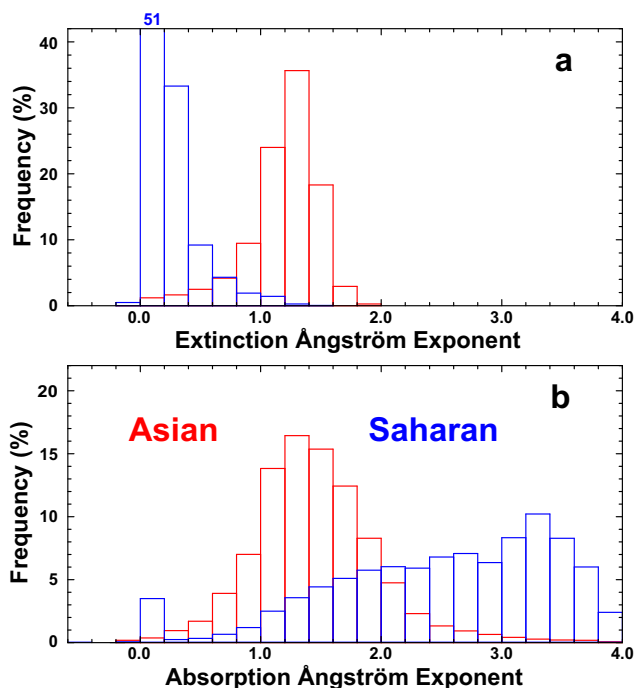 51
40
a
30
Frequency (%)
20
10
0
0.0 1.0 2.0 3.0 4.0
Extinction Ångström Exponent
20
b
Asian Saharan
15
Frequency (%)
10
5
0
0.0 1.0 2.0 3.0 4.0
Absorption Ångström Exponent